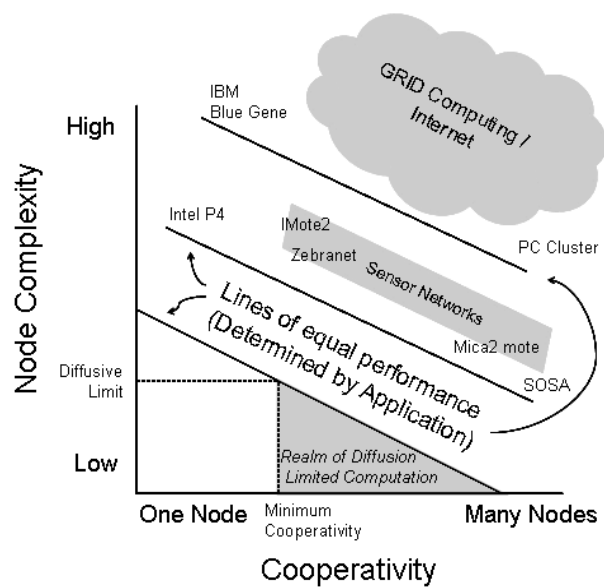 GRID Computing /
Internet
IBM
Blue Gene
High
Node Complexity
Intel P4
IMote2
Zebranet
Sensor Networks
PC Cluster
Mica2 mote
SOSA
Lines of equal performance
(Determined by Application)
Diffusive
Limit
Low
Realm of Diffusion
Limited Computation
One Node
Minimum
Cooperativity
Many Nodes
Cooperativity